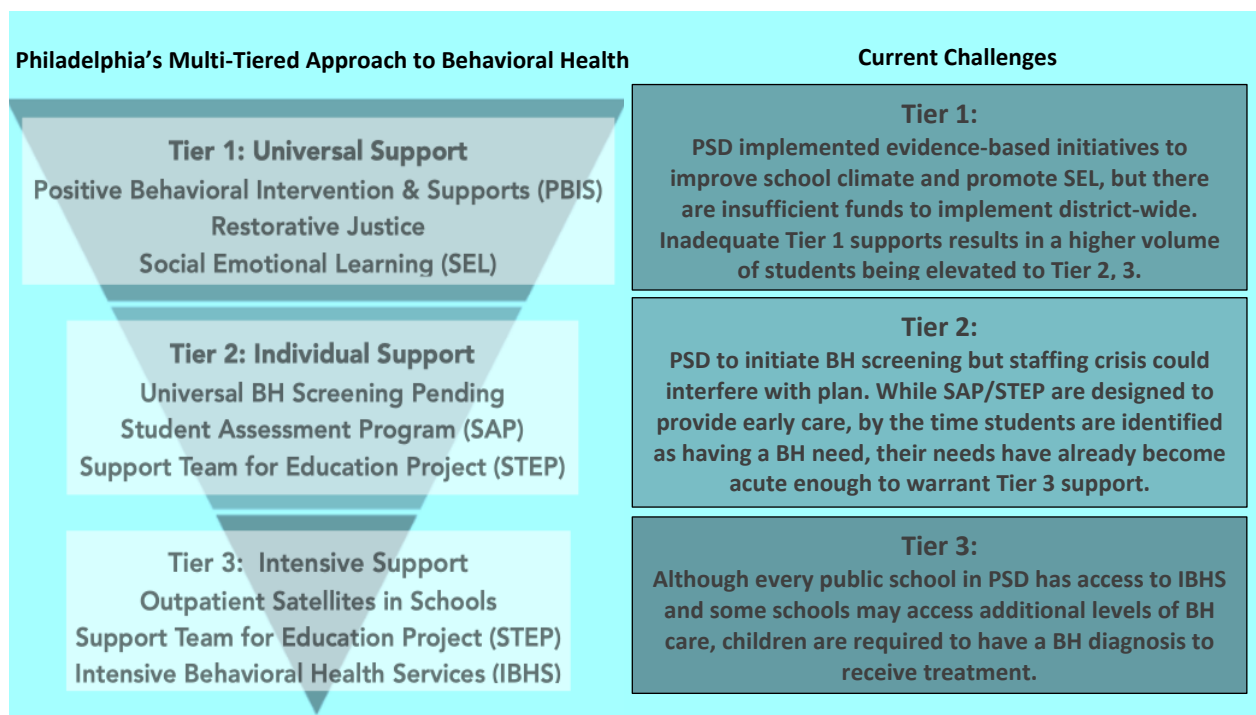 Philadelphia's Multi-Tiered Approach to Behavioral Health
Tier 1: Universal Support
Positive Behavioral Intervention & Supports (PBIS)
Restorative Justice
Social Emotional Learning (SEL)
Tier 2: Individual Support
Universal BH Screening Pending
Student Assessment Program (SAP)
Support Team for Education Project (STEP)
Tier 3: Intensive Support
Outpatient Satellites in Schools
Support Team for Education Project (STEP)
Intensive Behavioral Health Services (IBHS)
Current Challenges
Tier 1:
PSD implemented evidence-based initiatives to
improve school climate and promote SEL, but there
are insufficient funds to implement district-wide.
Inadequate Tier 1 supports results in a higher volume
of students being elevated to Tier 2, 3.
Tier 2:
PSD to initiate BH screening but staffing crisis could
interfere with plan. While SAP/STEP are designed to
provide early care, by the time students are identified
as having a BH need, their needs have already become
acute enough to warrant Tier 3 support.
Tier 3:
Although every public school in PSD has access to IBHS
and some schools may access additional levels of BH
care, children are required to have a BH diagnosis to
receive treatment.